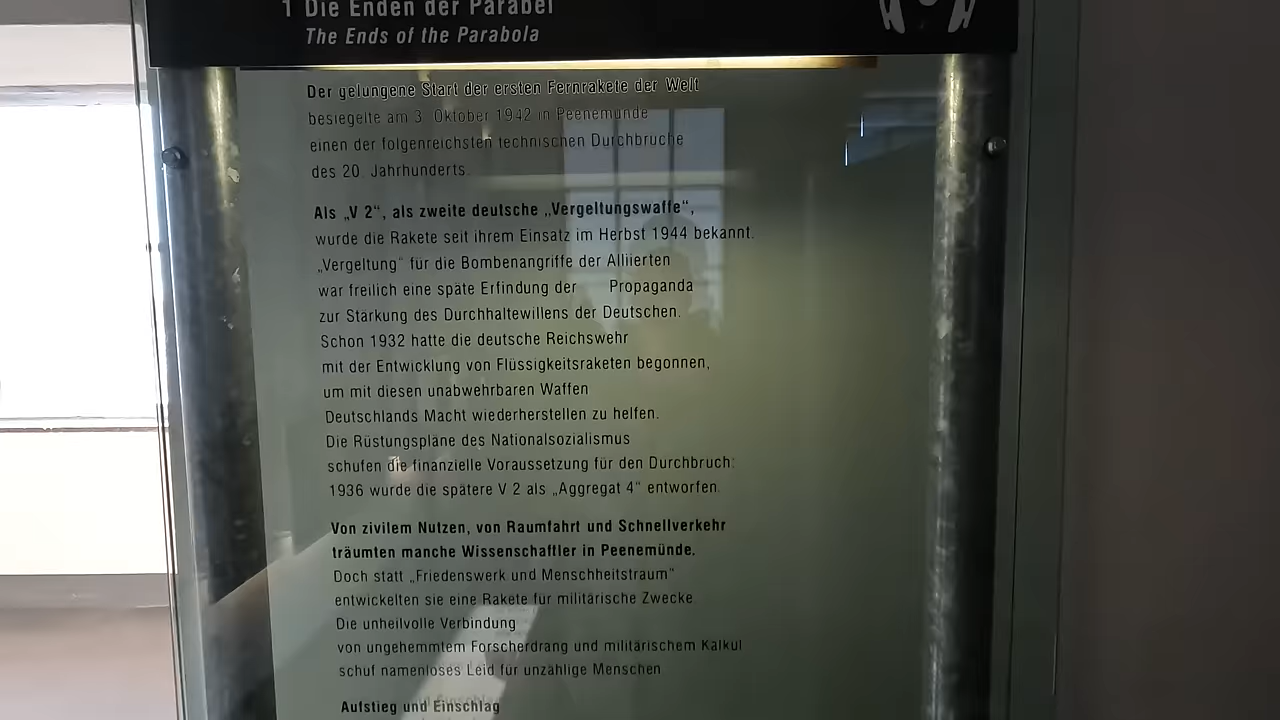 1 Die Enden der Parabel
The Ends of the Parabola
Der gelungene Start der ersten Fernrakete der Welt
besiegelte am 3. Oktober 1942 in Peenemünde
einen der folgenreichsten technischen Durchbrüche
des 20. Jahrhunderts.
Als „V 2“, als zweite deutsche „Vergeltungswaffe“,
wurde die Rakete seit ihrem Einsatz im Herbst 1944 bekannt.
„Vergeltung“ für die Bombenangriffe der Alliierten
war freilich eine späte Erfindung der Propaganda
zur Stärkung des Durchhaltewillens der Deutschen.
Schon 1932 hatte die deutsche Reichswehr
mit der Entwicklung von Flüssigkeitsraketen begonnen,
um mit diesen unabwehrbaren Waffen
Deutschlands Macht wiederherstellen zu helfen.
Die Rüstungspläne des Nationalsozialismus
schufen die finanzielle Voraussetzung für den Durchbruch:
1936 wurde die spätere V 2 als „Aggregat 4“ entworfen.
Von zivilem Nutzen, von Raumfahrt und Schnellverkehr
träumten manche Wissenschaftler in Peenemünde.
Doch statt „Friedenswerk und Menschheitstraum“
entwickelten sie eine Rakete für militärische Zwecke.
Die unheilvolle Verbindung
von ungehemmtem Forscherdrang und militärischem Kalkül
schuf namenloses Leid für unzählige Menschen
Aufstieg und Einschlag